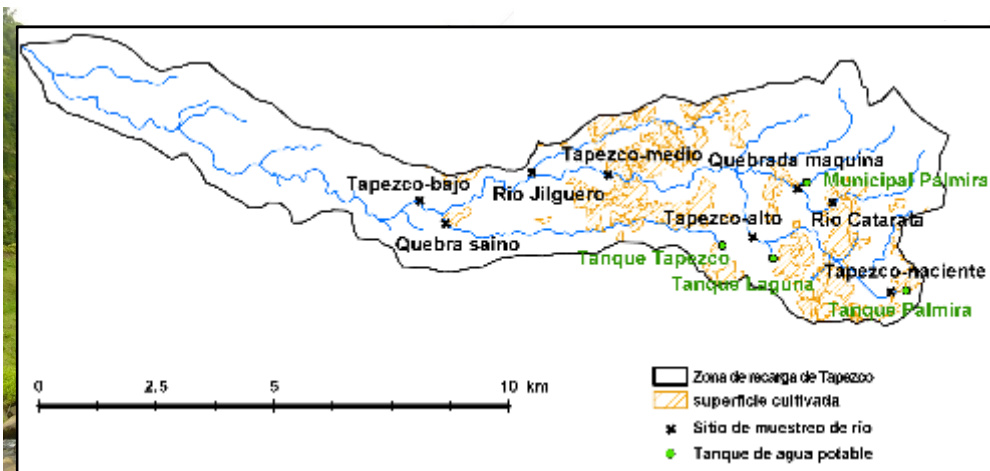 Tapezco-medio
Quebrada maquina
Municipal Palmira
Tapezco-bajo
Rio Jilguero
Tapezco-alto
Rio Catarata
Quebra saino
Tanque Tapezco
Tanque Laguna
Tapezco-naciente
Tanque Palmira
0 2,5 5 10 km
Zona de recarga de Tapezco
superficie cultivada
Sitio de muestreo de río
Tanque de agua potable